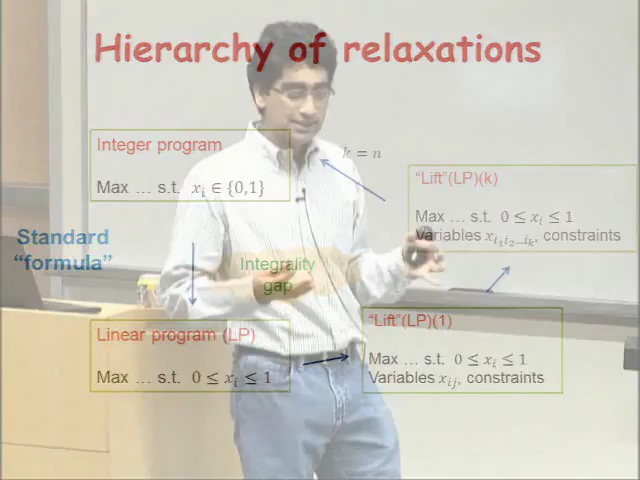 Hierarchy of relaxations
Integer program
Max … s.t. xᵢ ∈ {0,1}
k = n
"Lift"(LP)(k)
Max … s.t. 0 ≤ xᵢ ≤ 1
Variables x_{i₁i₂…iₖ}, constraints
Standard
"formula"
Integrality
gap
Linear program (LP)
Max … s.t. 0 ≤ xᵢ ≤ 1
"Lift"(LP)(1)
Max … s.t. 0 ≤ xᵢ ≤ 1
Variables xᵢⱼ, constraints